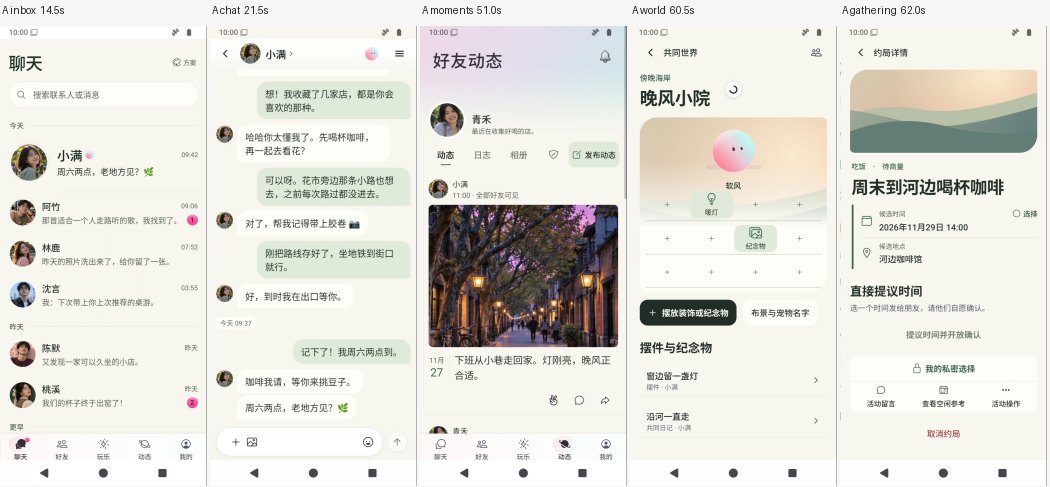 A inbox 14.5s
10:00
聊天
方案
搜索联系人或消息
今天
小满
09:42
周六两点，老地方见？🌿
阿竹
09:06
那首适合一个人走路听的歌，我找到了。
1
林鹿
07:52
昨天的照片洗出来了，给你留了一张。
沈言
03:55
我：下次带你上次推荐的桌游。
昨天
陈默
昨天
又发现一家可以久坐的小店。
桃溪
昨天
我们的杯子终于出窑了！
2
更早
聊天
好友
玩乐
动态
我的
A chat 21.5s
10:00
小满
想！我收藏了几家店，都是你会
喜欢的那种。
哈哈你太懂我了。先喝杯咖啡，
再一起去看花？
可以呀。花市旁边那条小路也想
去，之前每次路过都没进去。
对了，帮我记得带上胶卷 📷
刚把路线存好了，坐地铁到街口
就行。
好，到时我在出口等你。
今天 09:37
记下了！我周六两点到。
咖啡我请，等你来挑豆子。
周六两点，老地方见？🌿
A moments 51.0s
10:00
好友动态
青禾
最近在收集好喝的店。
动态
日志
相册
发布动态
小满
11:00 · 全部好友可见
11月
27
下班从小巷走回家。灯刚亮，晚风正
合适。
青禾
聊天
好友
玩乐
动态
我的
A world 60.5s
10:00
共同世界
傍晚海岸
晚风小院
软风
暖灯
纪念物
+ 摆放装饰或纪念物
布景与宠物名字
摆件与纪念物
窗边留一盏灯
摆件 · 小满
沿河一直走
共同日记 · 小满
A gathering 62.0s
10:00
约局详情
吃饭 · 待商量
周末到河边喝杯咖啡
候选时间
选择
2026年11月29日 14:00
候选地点
河边咖啡馆
直接提议时间
选一个时间发给朋友，请他们自愿确认。
提议时间并开放确认
我的私密选择
活动留言
查看空闲参考
活动操作
取消约局